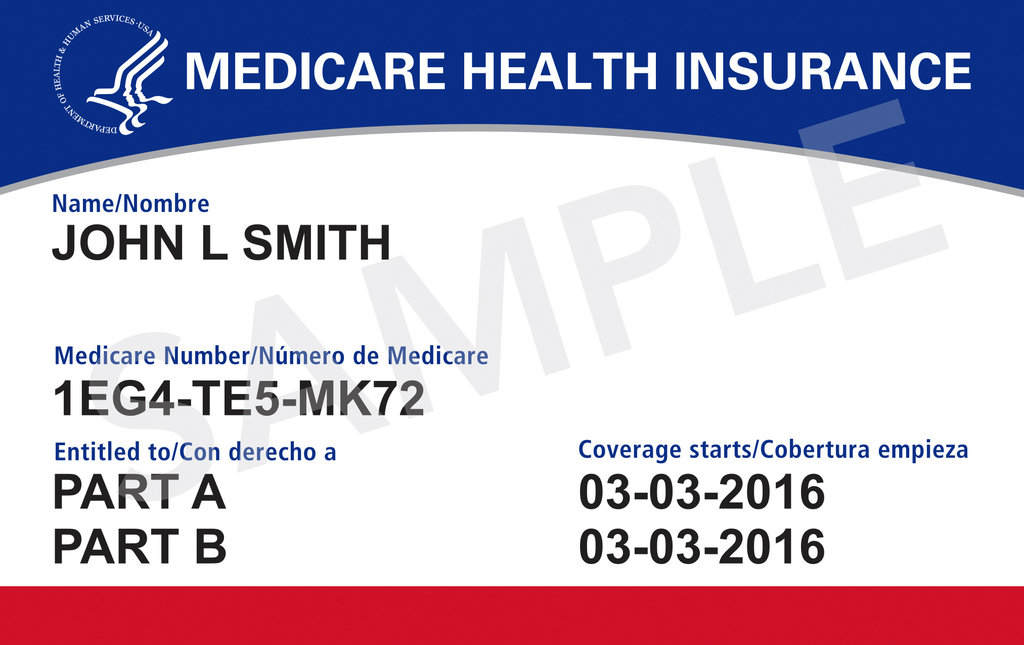 DEPARTMENT OF HEALTH & HUMAN SERVICES · USA
MEDICARE HEALTH INSURANCE
Name/Nombre
JOHN L SMITH
Medicare Number/Número de Medicare
1EG4-TE5-MK72
Entitled to/Con derecho a
Coverage starts/Cobertura empieza
PART A
03-03-2016
PART B
03-03-2016
SAMPLE